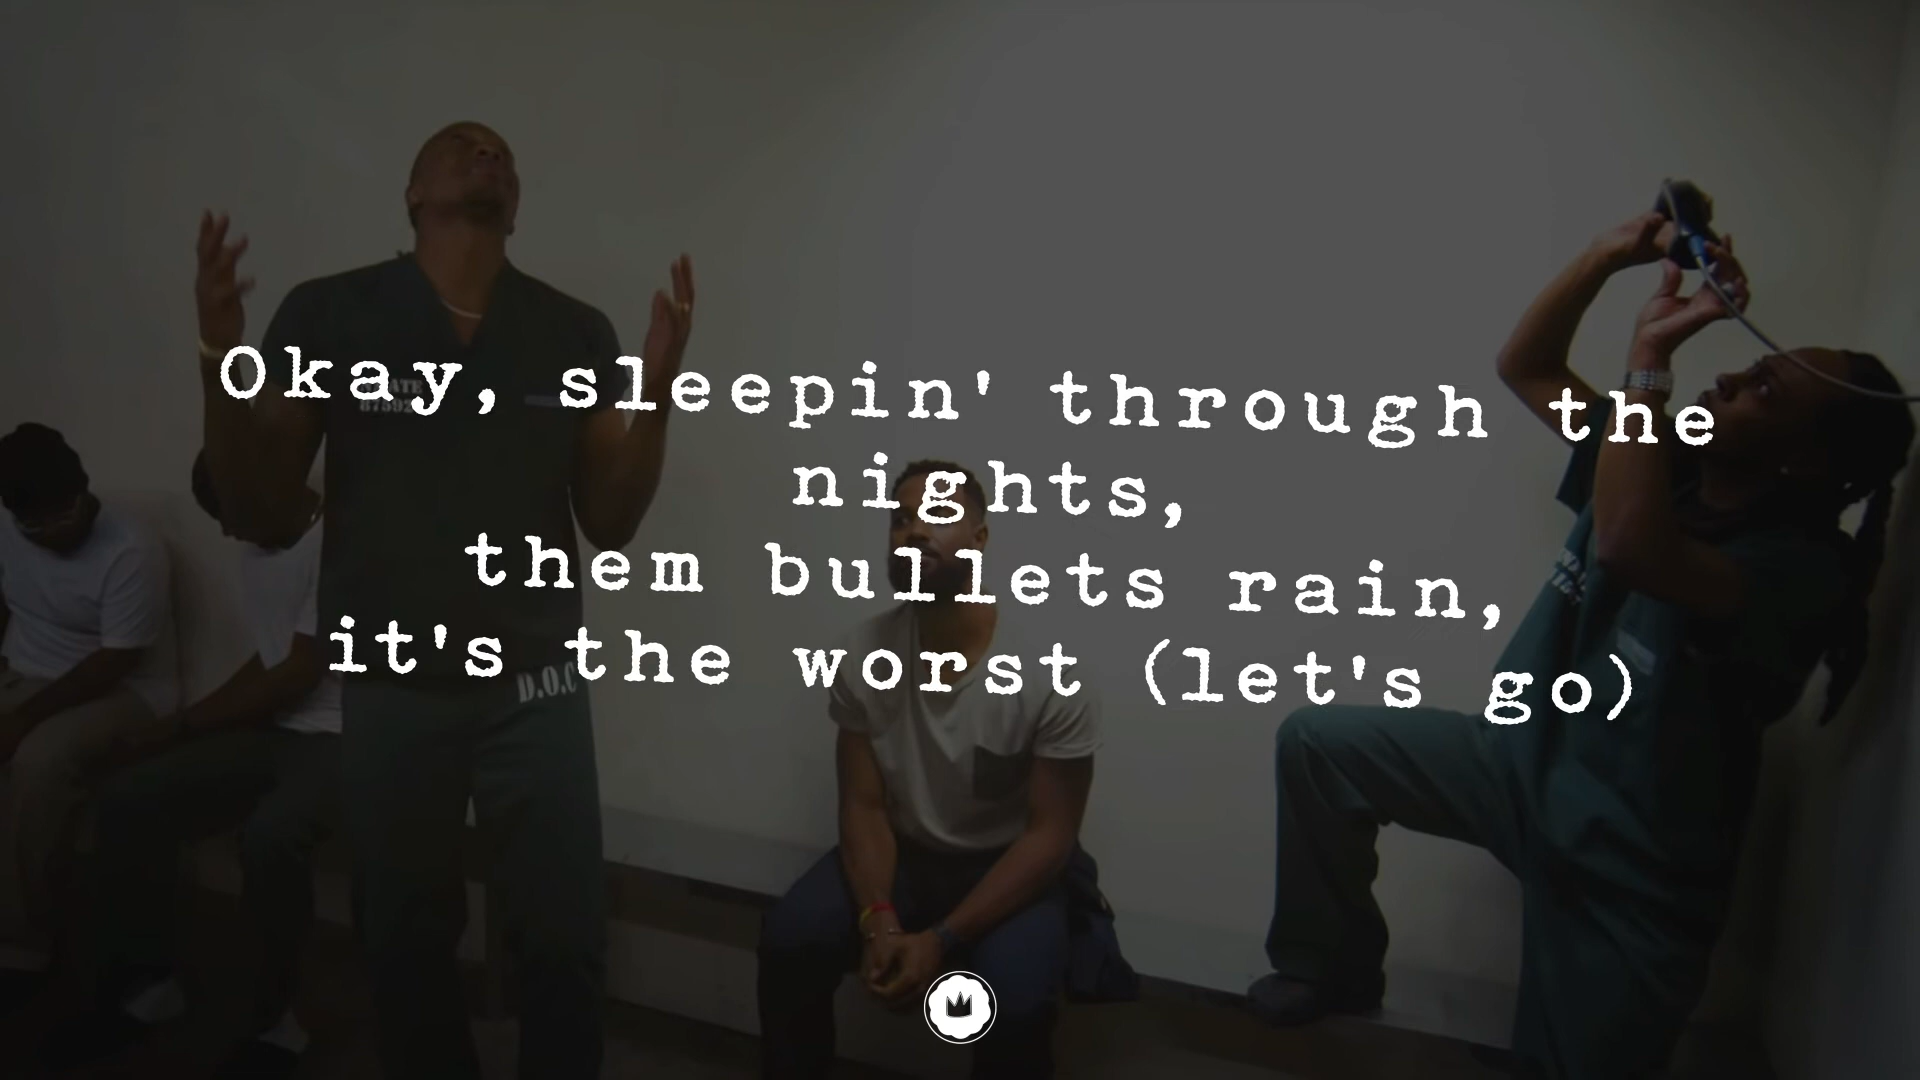 Okay, sleepin' through the
nights,
them bullets rain,
it's the worst (let's go)
D.O.C